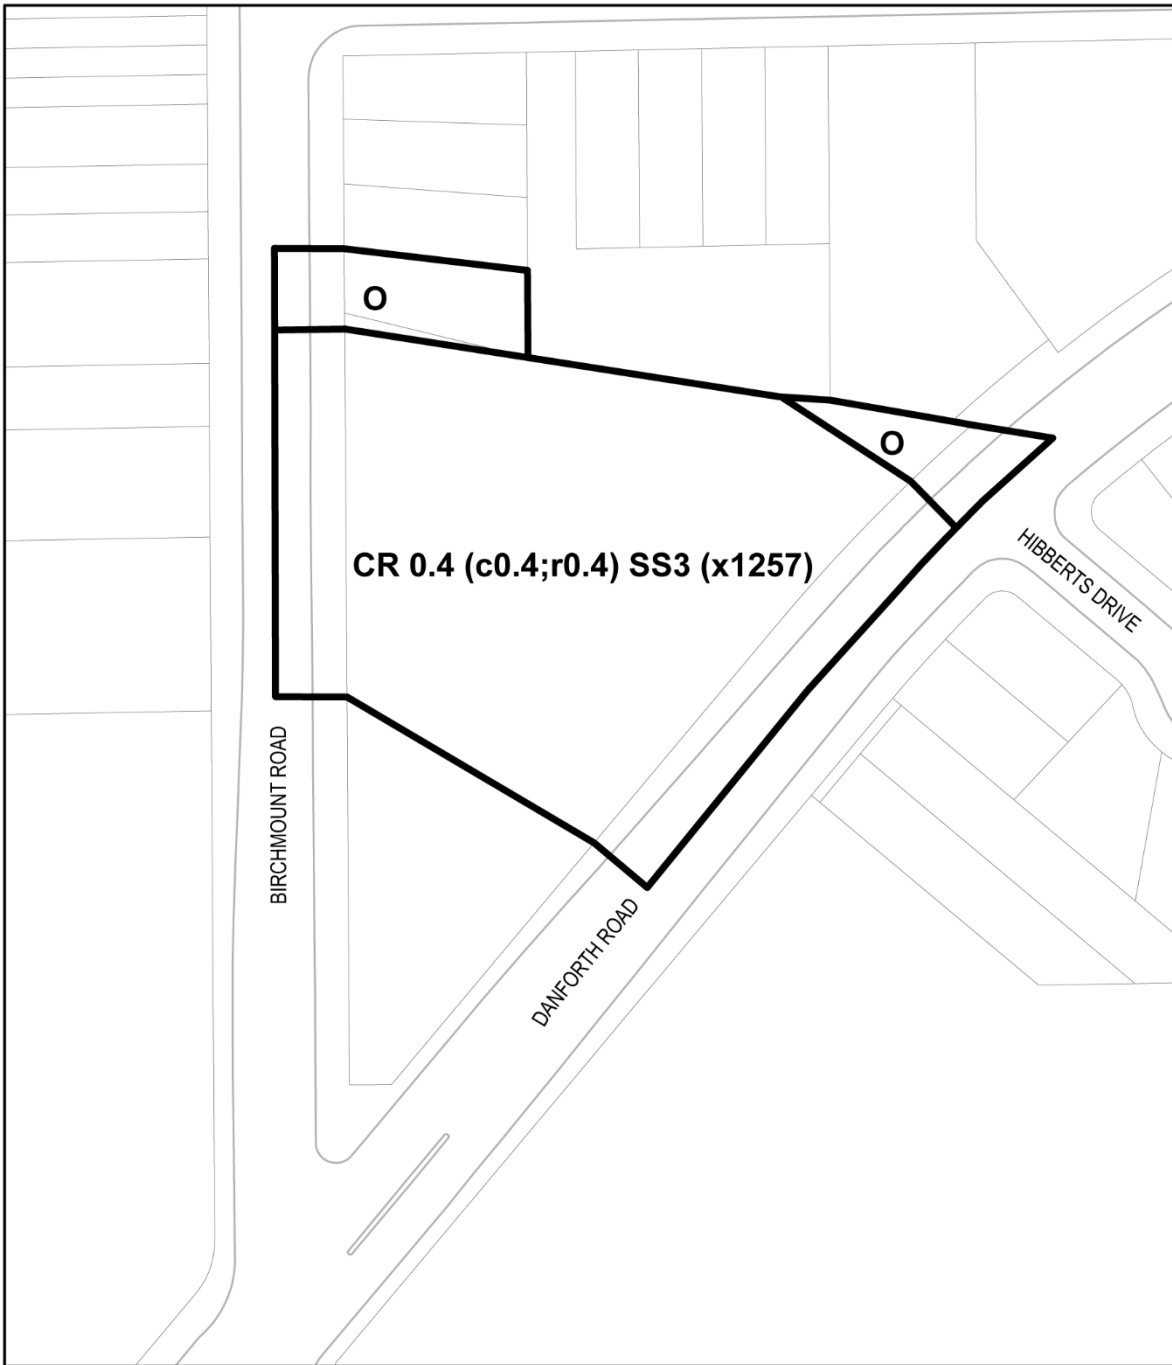 O
O
CR 0.4 (c0.4;r0.4) SS3 (x1257)
HIBBERTS DRIVE
BIRCHMOUNT ROAD
DANFORTH ROAD